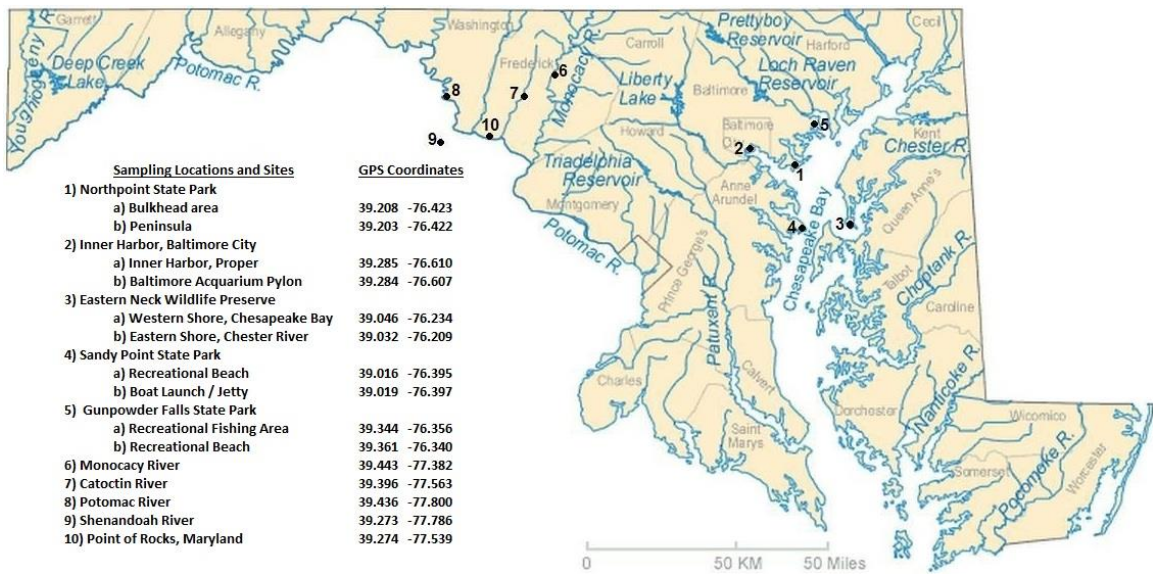 Garrett
Allegany
Washington
Frederick
Carroll
Prettyboy
Reservoir
Harford
Cecil
Youghiogheny R.
Deep Creek
Lake
Potomac R.
Monocacy R.
Liberty
Lake
Loch Raven
Reservoir
Baltimore
Baltimore
City
Howard
Kent
Chester R.
6
7
8
9
10
5
2
1
3
4
Triadelphia
Reservoir
Anne
Arundel
Queen Anne's
Montgomery
Potomac R.
Prince George's
Chasapeake Bay
Talbot
Choptank R.
Caroline
Patuxent R.
Charles
Calvert
Saint
Marys
Dorchester
Nanticoke R.
Wicomico
Somerset
Pocomoke R.
Worcester
Sampling Locations and Sites GPS Coordinates
1) Northpoint State Park
a) Bulkhead area 39.208 -76.423
b) Peninsula 39.203 -76.422
2) Inner Harbor, Baltimore City
a) Inner Harbor, Proper 39.285 -76.610
b) Baltimore Acquarium Pylon 39.284 -76.607
3) Eastern Neck Wildlife Preserve
a) Western Shore, Chesapeake Bay 39.046 -76.234
b) Eastern Shore, Chester River 39.032 -76.209
4) Sandy Point State Park
a) Recreational Beach 39.016 -76.395
b) Boat Launch / Jetty 39.019 -76.397
5) Gunpowder Falls State Park
a) Recreational Fishing Area 39.344 -76.356
b) Recreational Beach 39.361 -76.340
6) Monocacy River 39.443 -77.382
7) Catoctin River 39.396 -77.563
8) Potomac River 39.436 -77.800
9) Shenandoah River 39.273 -77.786
10) Point of Rocks, Maryland 39.274 -77.539
0 50 KM 50 Miles